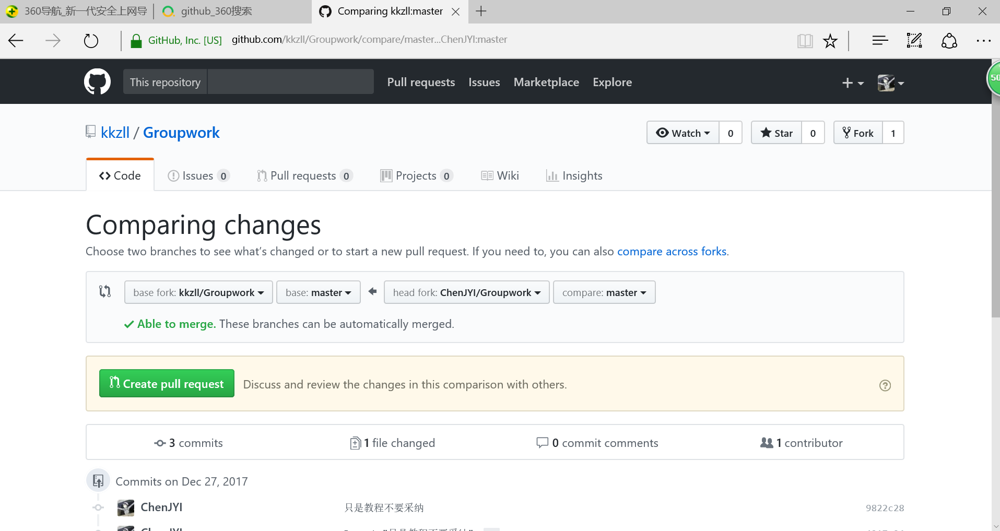 360导航_新一代安全上网导
github_360搜索
Comparing kkzll:master
GitHub, Inc. [US]
github.com/kkzll/Groupwork/compare/master...ChenJYI:master
This repository
Pull requests
Issues
Marketplace
Explore
50
kkzll / Groupwork
Watch 0
Star 0
Fork 1
Code
Issues 0
Pull requests 0
Projects 0
Wiki
Insights
Comparing changes
Choose two branches to see what’s changed or to start a new pull request. If you need to, you can also compare across forks.
base fork: kkzll/Groupwork
base: master
head fork: ChenJYI/Groupwork
compare: master
Able to merge. These branches can be automatically merged.
Create pull request
Discuss and review the changes in this comparison with others.
3 commits
1 file changed
0 commit comments
1 contributor
Commits on Dec 27, 2017
ChenJYI
只是教程不要采纳
9822c28
ChenJYI